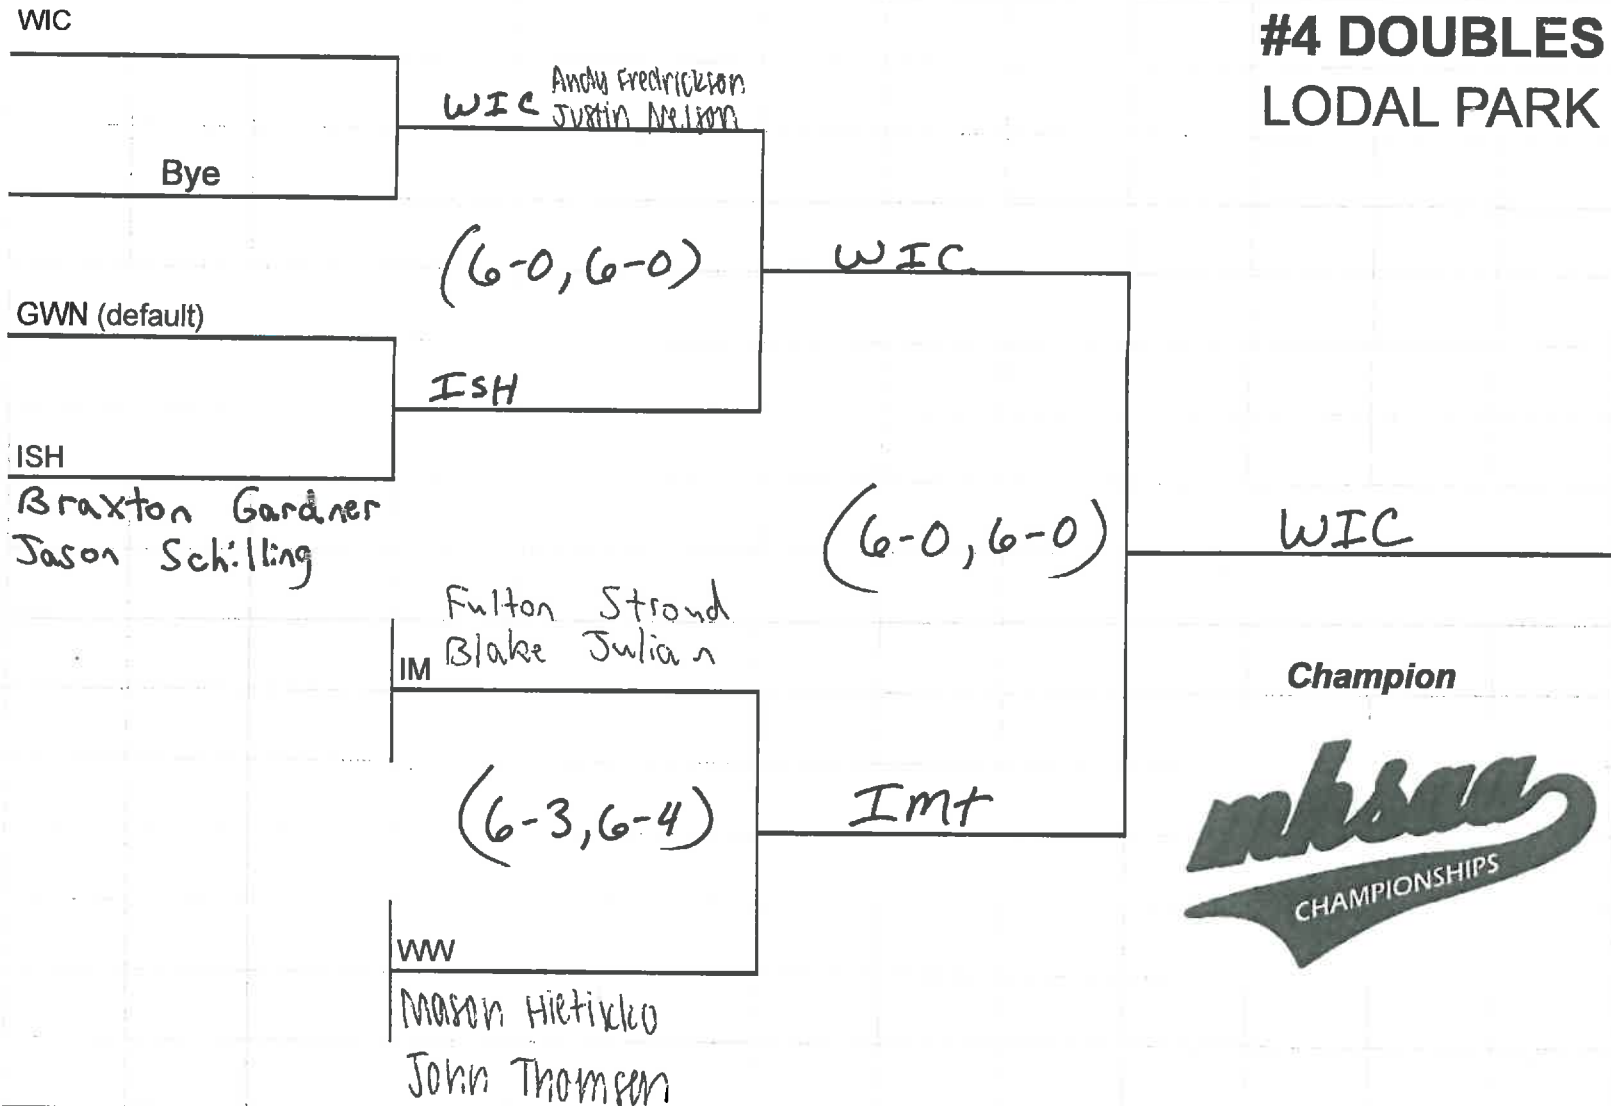 WIC
#4 DOUBLES
LODAL PARK
WIC Andy Fredrickson
Justin Nelson
Bye
(6-0, 6-0)
WIC
GWN (default)
ISH
ISH
Braxton Gardner
Jason Schilling
(6-0, 6-0)
WIC
Fulton Stroud
Blake Julian
IM
Champion
(6-3, 6-4)
Imt
mhsaa
CHAMPIONSHIPS
WW
Mason Hietikko
John Thomsen